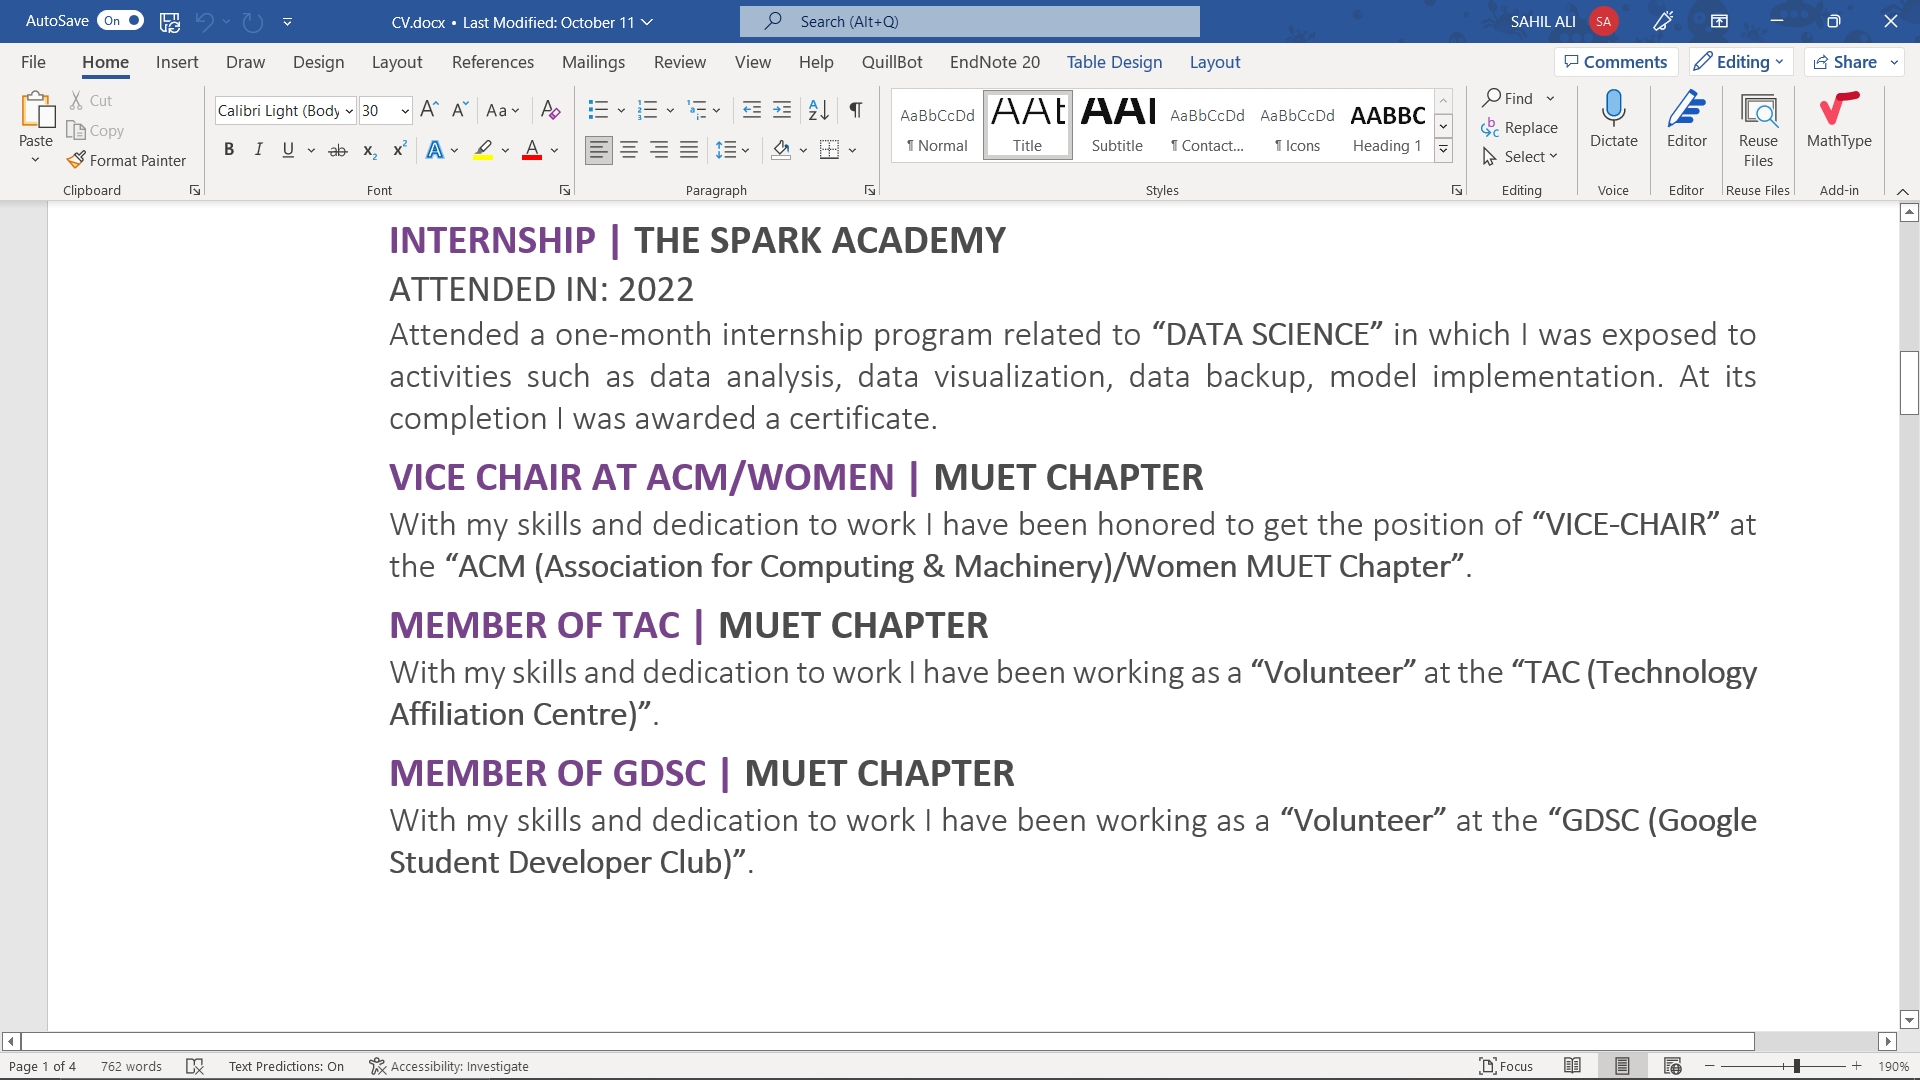 AutoSave On CV.docx • Last Modified: October 11 Search (Alt+Q) SAHIL ALI SA
File Home Insert Draw Design Layout References Mailings Review View Help QuillBot EndNote 20 Table Design Layout Comments Editing Share
Cut Calibri Light (Body 30 Aa AaBbCcDd AAt AAI AaBbCcDd AaBbCcDd AABBC Find
Paste Copy Replace Dictate Editor Reuse Files MathType
Format Painter B I U ab x₂ x² A A ¶ Normal Title Subtitle ¶ Contact... ¶ Icons Heading 1 Select
Clipboard Font Paragraph Styles Editing Voice Editor Reuse Files Add-in
INTERNSHIP | THE SPARK ACADEMY
ATTENDED IN: 2022
Attended a one-month internship program related to “DATA SCIENCE” in which I was exposed to
activities such as data analysis, data visualization, data backup, model implementation. At its
completion I was awarded a certificate.
VICE CHAIR AT ACM/WOMEN | MUET CHAPTER
With my skills and dedication to work I have been honored to get the position of “VICE-CHAIR” at
the “ACM (Association for Computing & Machinery)/Women MUET Chapter”.
MEMBER OF TAC | MUET CHAPTER
With my skills and dedication to work I have been working as a “Volunteer” at the “TAC (Technology
Affiliation Centre)”.
MEMBER OF GDSC | MUET CHAPTER
With my skills and dedication to work I have been working as a “Volunteer” at the “GDSC (Google
Student Developer Club)”.
Page 1 of 4 762 words Text Predictions: On Accessibility: Investigate Focus 190%